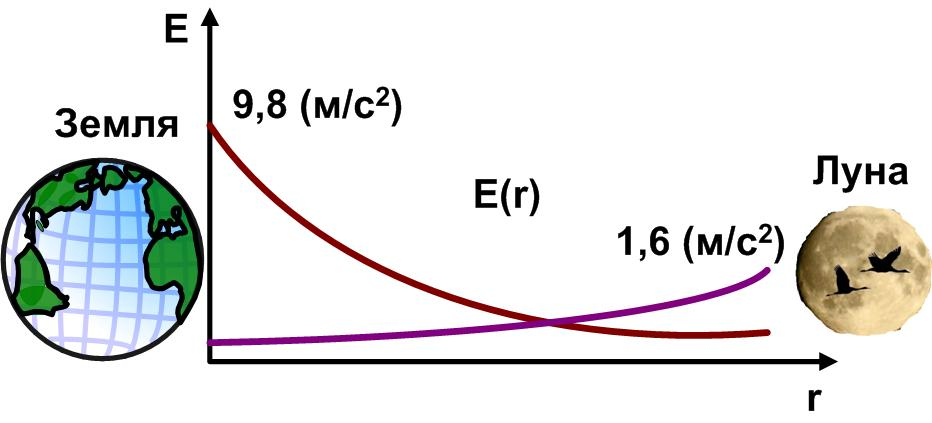 E
9,8 (м/с²)
Земля
Луна
E(r)
1,6 (м/с²)
r